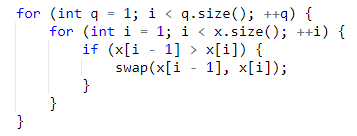 for (int q = 1; i < q.size(); ++q) {
    for (int i = 1; i < x.size(); ++i) {
        if (x[i - 1] > x[i]) {
            swap(x[i - 1], x[i]);
        }
    }
}